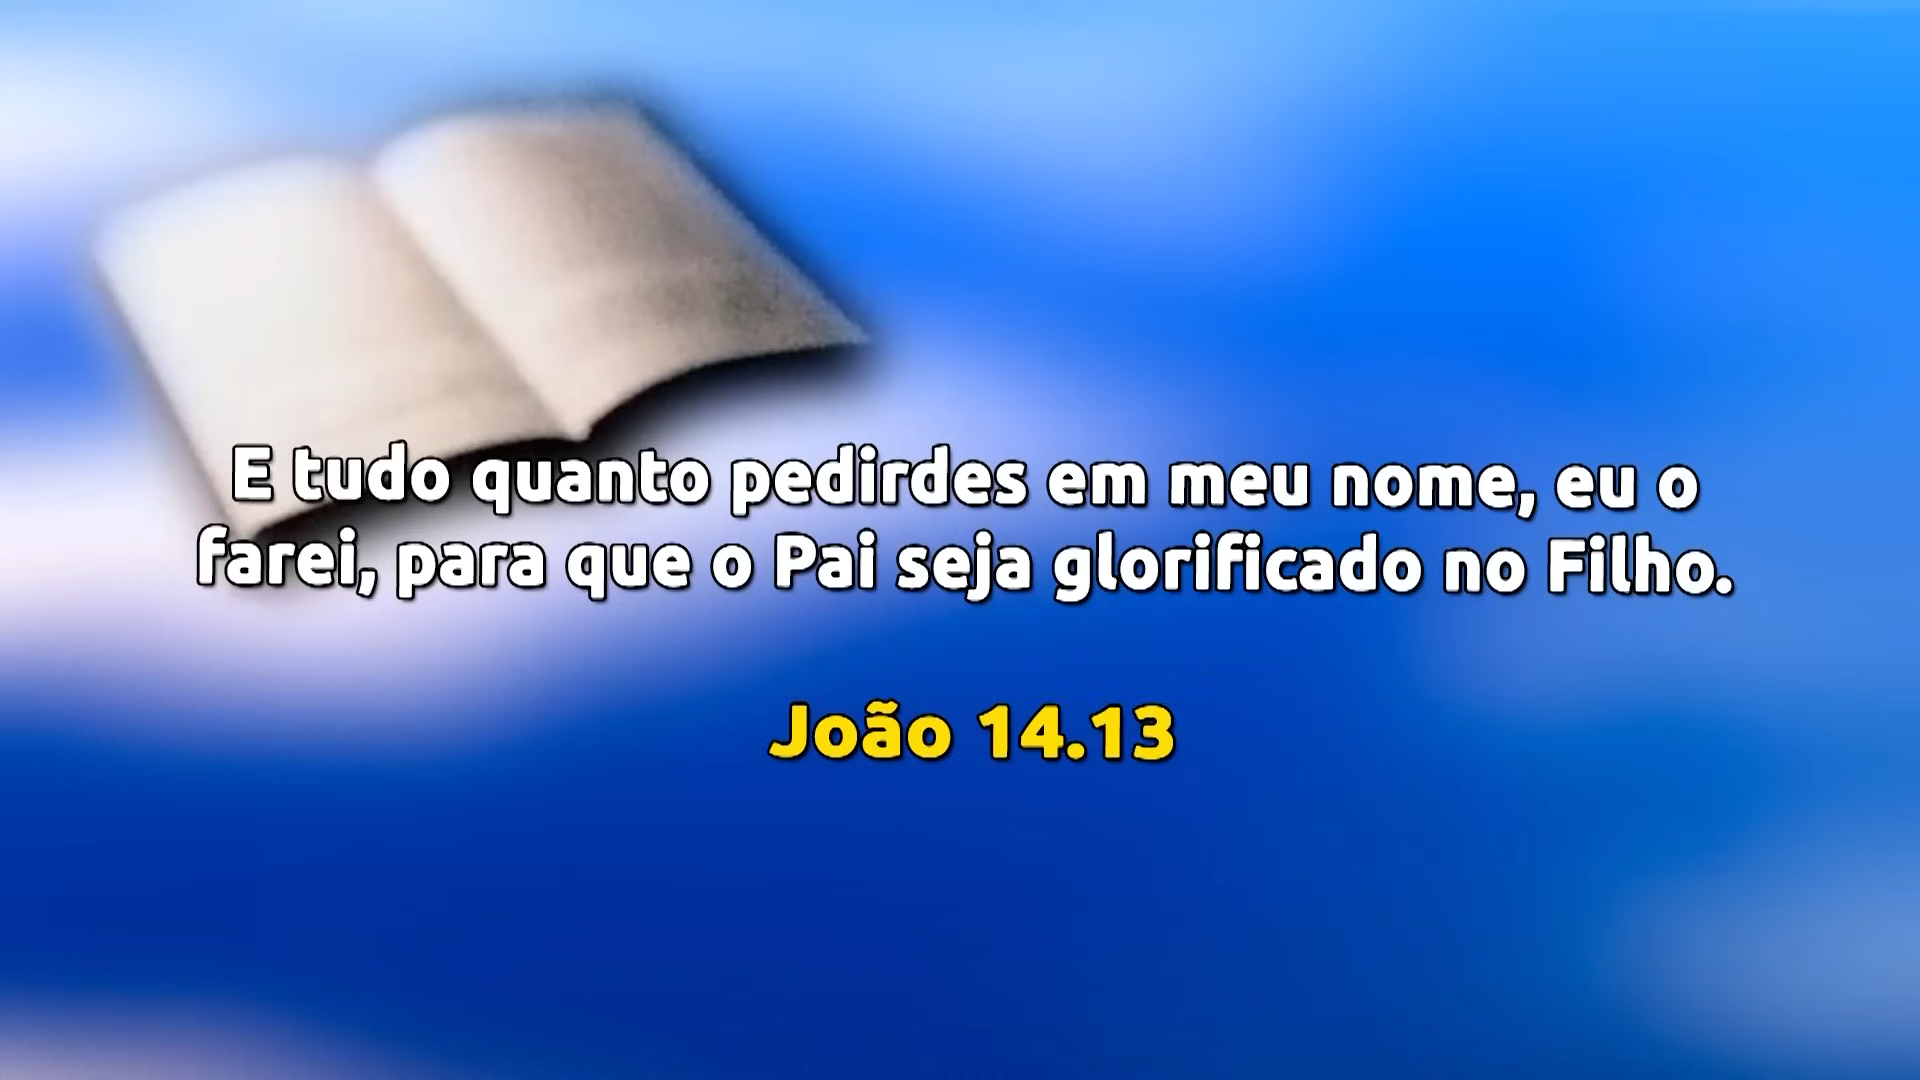 E tudo quanto pedirdes em meu nome, eu o
farei, para que o Pai seja glorificado no Filho.
João 14.13